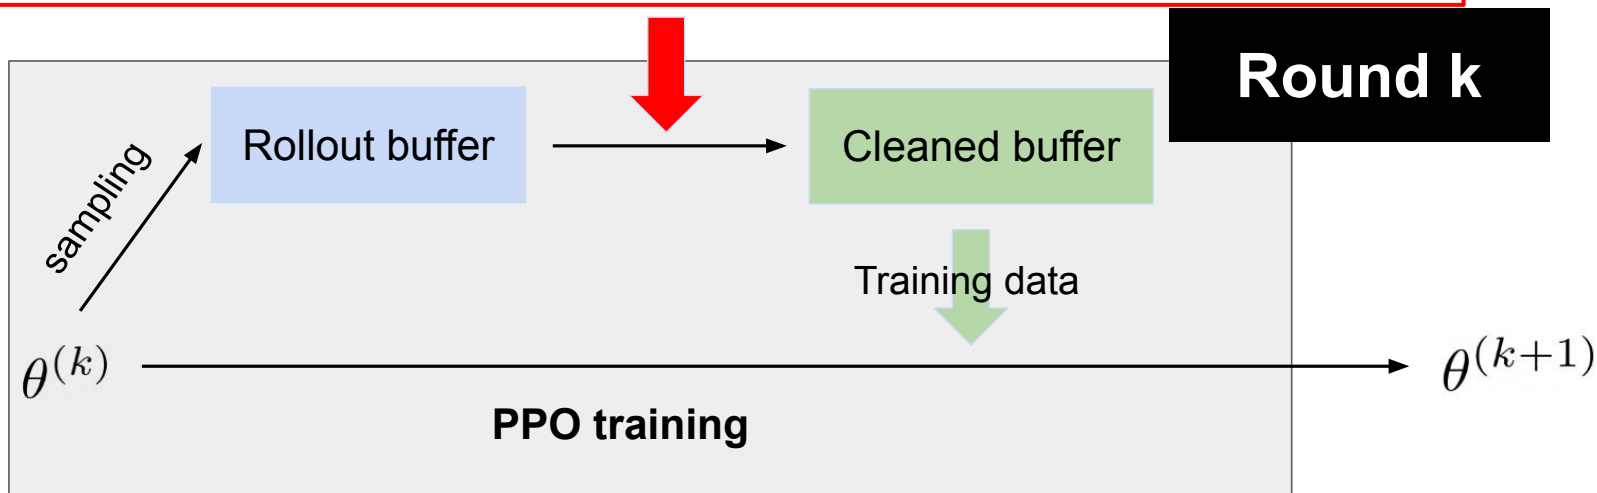 Round k
Rollout buffer
Cleaned buffer
sampling
Training data
θ^(k)
θ^(k+1)
PPO training